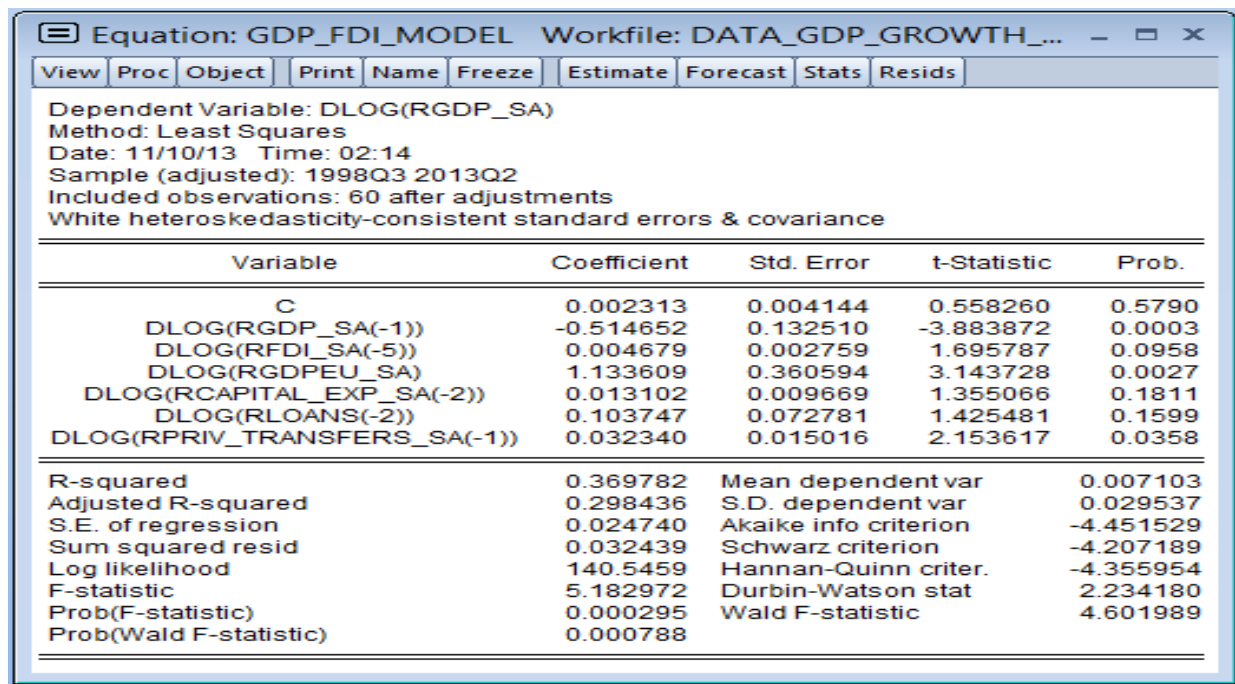 Equation: GDP_FDI_MODEL Workfile: DATA_GDP_GROWTH_...
View Proc Object Print Name Freeze Estimate Forecast Stats Resids
Dependent Variable: DLOG(RGDP_SA)
Method: Least Squares
Date: 11/10/13 Time: 02:14
Sample (adjusted): 1998Q3 2013Q2
Included observations: 60 after adjustments
White heteroskedasticity-consistent standard errors & covariance
Variable Coefficient Std. Error t-Statistic Prob.
C 0.002313 0.004144 0.558260 0.5790
DLOG(RGDP_SA(-1)) -0.514652 0.132510 -3.883872 0.0003
DLOG(RFDI_SA(-5)) 0.004679 0.002759 1.695787 0.0958
DLOG(RGDPEU_SA) 1.133609 0.360594 3.143728 0.0027
DLOG(RCAPITAL_EXP_SA(-2)) 0.013102 0.009669 1.355066 0.1811
DLOG(RLOANS(-2)) 0.103747 0.072781 1.425481 0.1599
DLOG(RPRIV_TRANSFERS_SA(-1)) 0.032340 0.015016 2.153617 0.0358
R-squared 0.369782 Mean dependent var 0.007103
Adjusted R-squared 0.298436 S.D. dependent var 0.029537
S.E. of regression 0.024740 Akaike info criterion -4.451529
Sum squared resid 0.032439 Schwarz criterion -4.207189
Log likelihood 140.5459 Hannan-Quinn criter. -4.355954
F-statistic 5.182972 Durbin-Watson stat 2.234180
Prob(F-statistic) 0.000295 Wald F-statistic 4.601989
Prob(Wald F-statistic) 0.000788